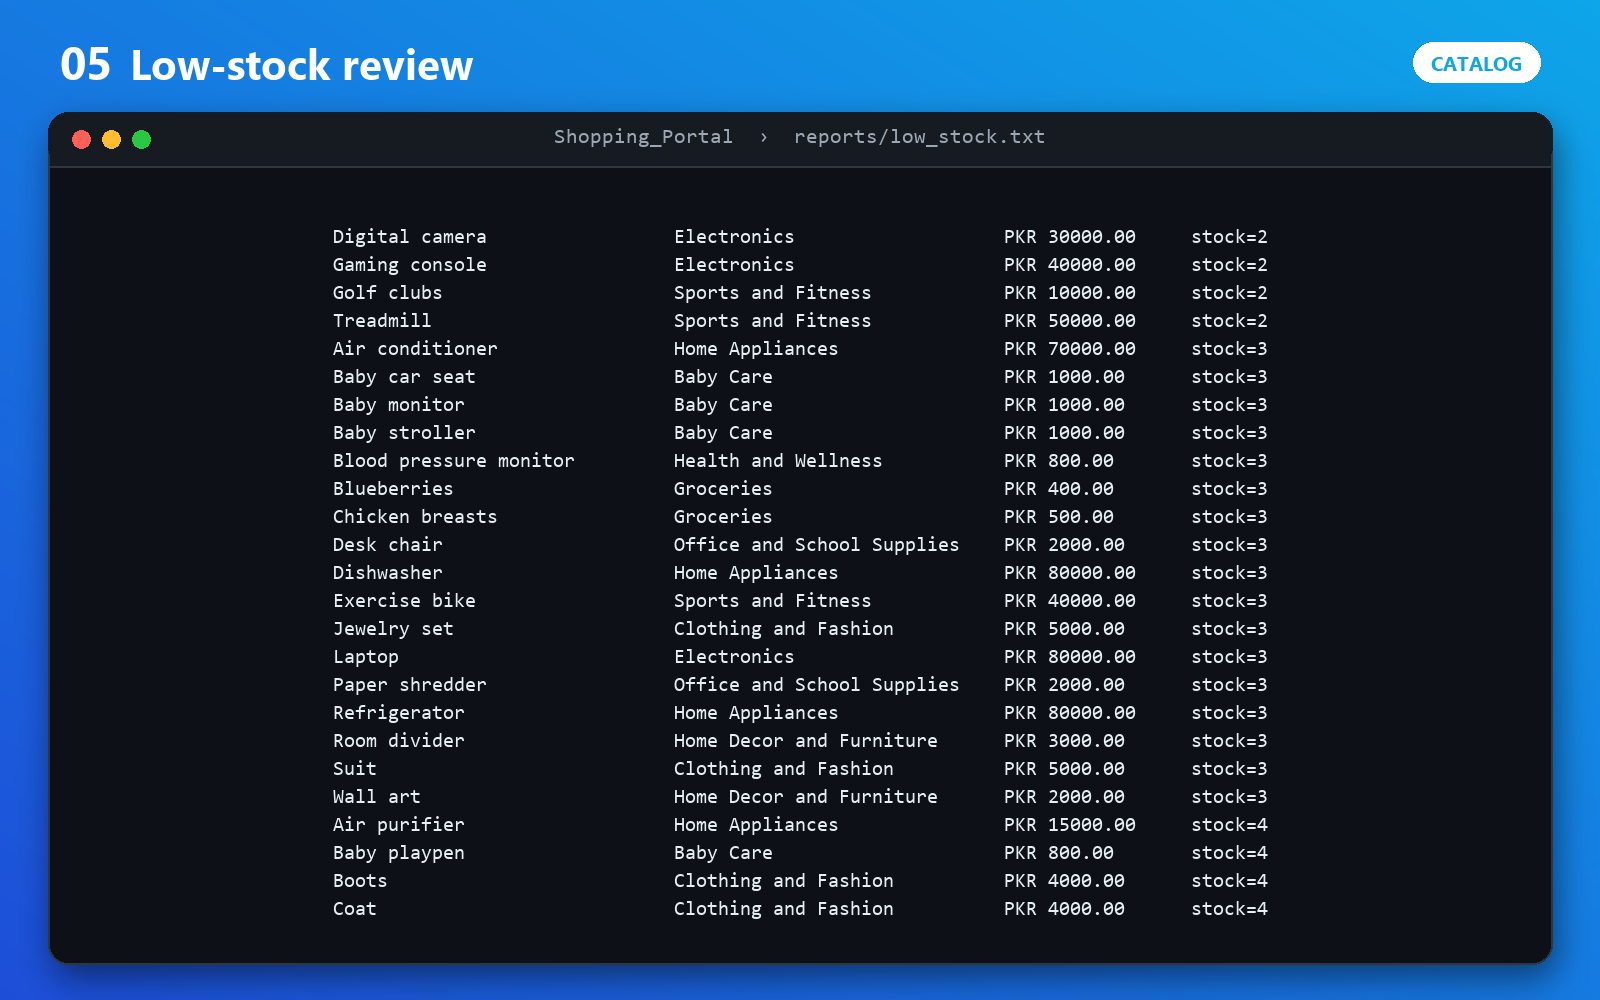 05 Low-stock review
CATALOG
Shopping_Portal › reports/low_stock.txt
Digital camera Electronics PKR 30000.00 stock=2
Gaming console Electronics PKR 40000.00 stock=2
Golf clubs Sports and Fitness PKR 10000.00 stock=2
Treadmill Sports and Fitness PKR 50000.00 stock=2
Air conditioner Home Appliances PKR 70000.00 stock=3
Baby car seat Baby Care PKR 1000.00 stock=3
Baby monitor Baby Care PKR 1000.00 stock=3
Baby stroller Baby Care PKR 1000.00 stock=3
Blood pressure monitor Health and Wellness PKR 800.00 stock=3
Blueberries Groceries PKR 400.00 stock=3
Chicken breasts Groceries PKR 500.00 stock=3
Desk chair Office and School Supplies PKR 2000.00 stock=3
Dishwasher Home Appliances PKR 80000.00 stock=3
Exercise bike Sports and Fitness PKR 40000.00 stock=3
Jewelry set Clothing and Fashion PKR 5000.00 stock=3
Laptop Electronics PKR 80000.00 stock=3
Paper shredder Office and School Supplies PKR 2000.00 stock=3
Refrigerator Home Appliances PKR 80000.00 stock=3
Room divider Home Decor and Furniture PKR 3000.00 stock=3
Suit Clothing and Fashion PKR 5000.00 stock=3
Wall art Home Decor and Furniture PKR 2000.00 stock=3
Air purifier Home Appliances PKR 15000.00 stock=4
Baby playpen Baby Care PKR 800.00 stock=4
Boots Clothing and Fashion PKR 4000.00 stock=4
Coat Clothing and Fashion PKR 4000.00 stock=4